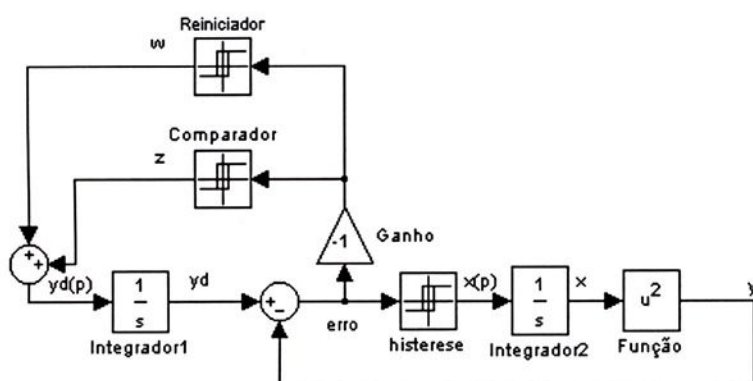 Reiniciador
w
Comparador
z
-1
Ganho
+
+
yd(p)
1
s
yd
Integrador1
-
erro
histerese
x(p)
1
s
x
Integrador2
u²
Função
y